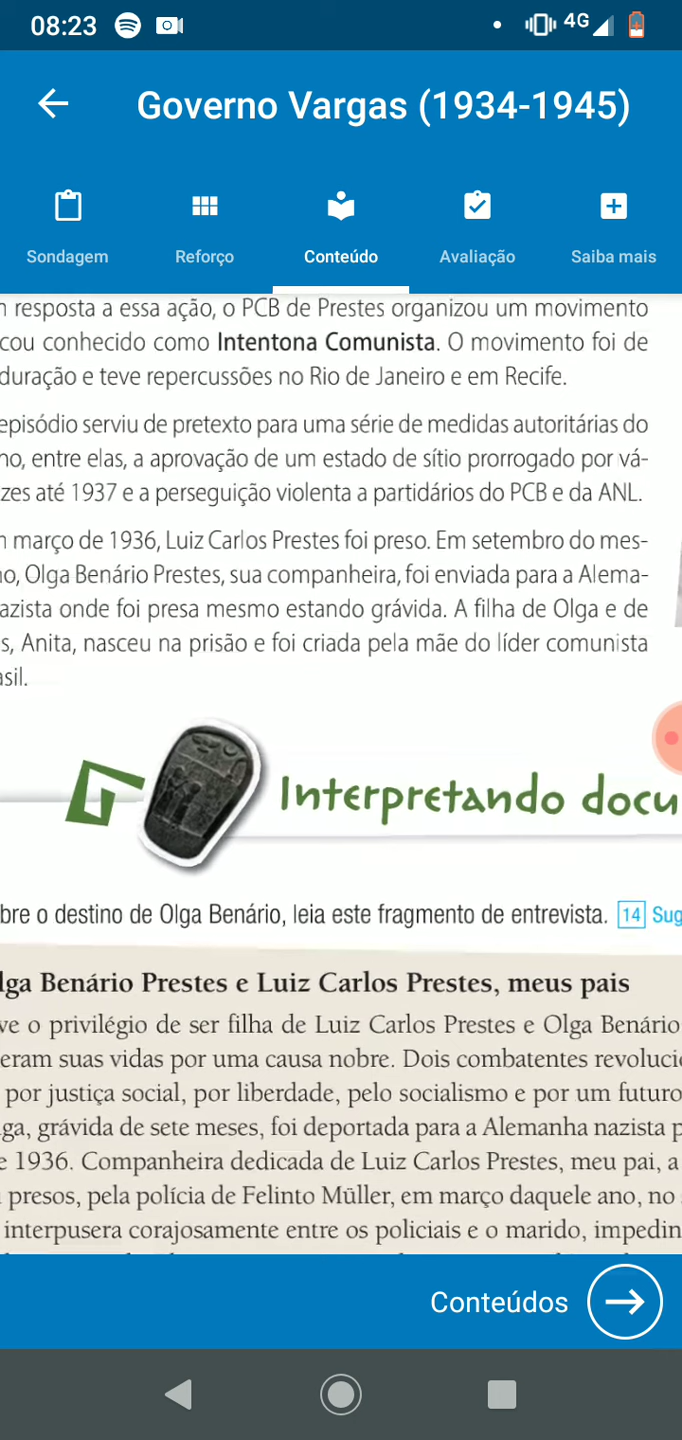 08:23
4G
Governo Vargas (1934-1945)
Sondagem Reforço Conteúdo Avaliação Saiba mais
resposta a essa ação, o PCB de Prestes organizou um movimento
cou conhecido como Intentona Comunista. O movimento foi de
duração e teve repercussões no Rio de Janeiro e em Recife.
episódio serviu de pretexto para uma série de medidas autoritárias do
no, entre elas, a aprovação de um estado de sítio prorrogado por vá-
zes até 1937 e a perseguição violenta a partidários do PCB e da ANL.
março de 1936, Luiz Carlos Prestes foi preso. Em setembro do mes-
o, Olga Benário Prestes, sua companheira, foi enviada para a Alema-
azista onde foi presa mesmo estando grávida. A filha de Olga e de
s, Anita, nasceu na prisão e foi criada pela mãe do líder comunista
asil.
Interpretando docu
bre o destino de Olga Benário, leia este fragmento de entrevista. 14 Sug
lga Benário Prestes e Luiz Carlos Prestes, meus pais
ve o privilégio de ser filha de Luiz Carlos Prestes e Olga Benário
eram suas vidas por uma causa nobre. Dois combatentes revoluci
por justiça social, por liberdade, pelo socialismo e por um futuro
ga, grávida de sete meses, foi deportada para a Alemanha nazista p
e 1936. Companheira dedicada de Luiz Carlos Prestes, meu pai, a
presos, pela polícia de Felinto Müller, em março daquele ano, no
interpusera corajosamente entre os policiais e o marido, impedin
Conteúdos